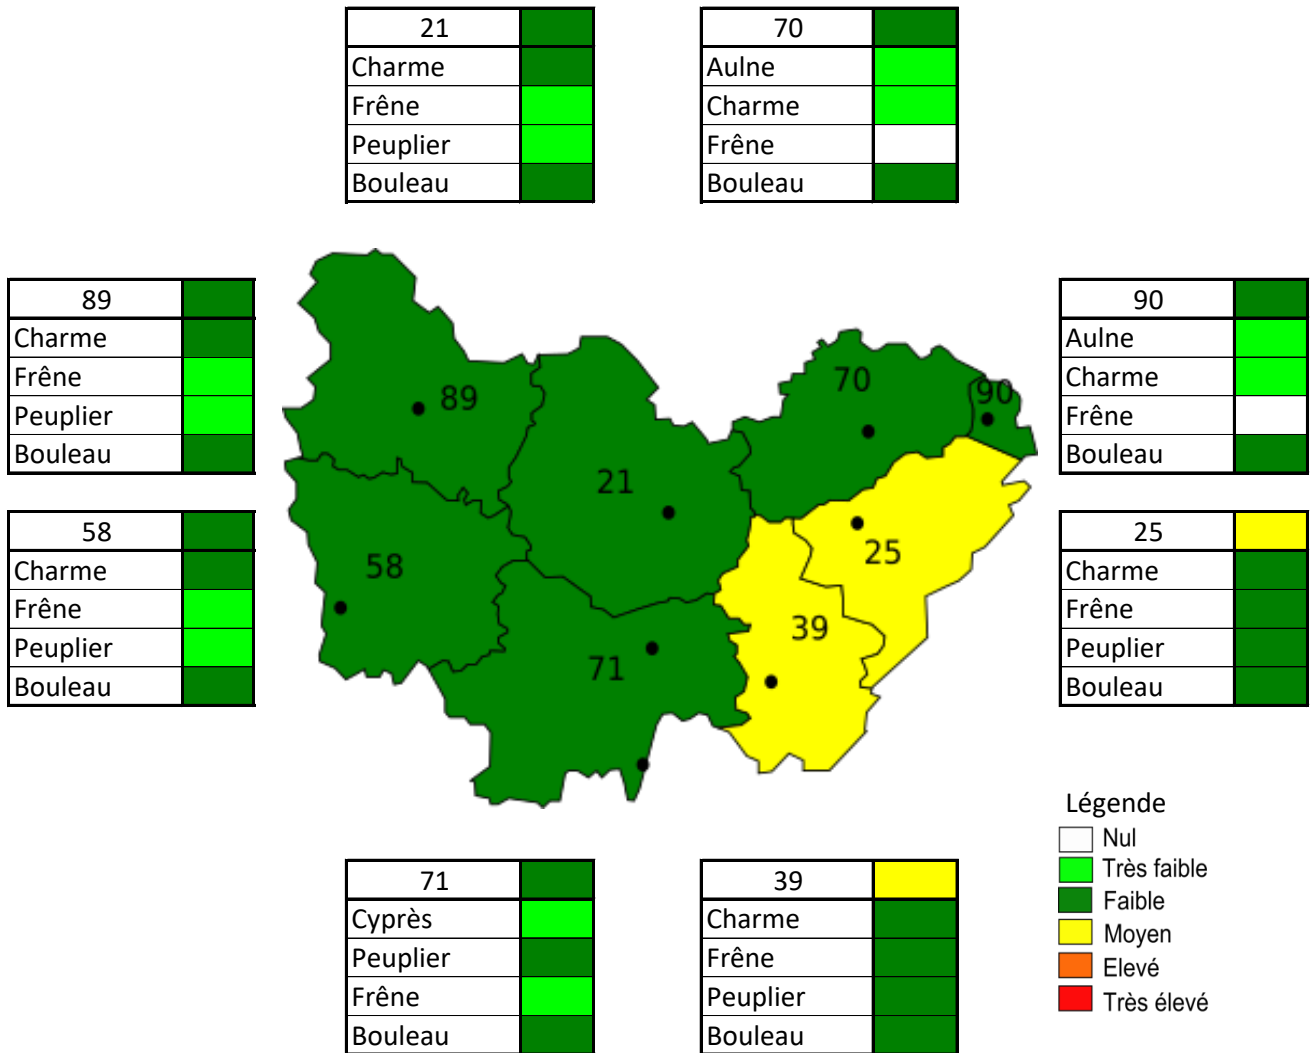 21
Charme
Frêne
Peuplier
Bouleau
70
Aulne
Charme
Frêne
Bouleau
89
Charme
Frêne
Peuplier
Bouleau
58
Charme
Frêne
Peuplier
Bouleau
89
70
90
21
58
25
39
71
90
Aulne
Charme
Frêne
Bouleau
25
Charme
Frêne
Peuplier
Bouleau
71
Cyprès
Peuplier
Frêne
Bouleau
39
Charme
Frêne
Peuplier
Bouleau
Légende
Nul
Très faible
Faible
Moyen
Elevé
Très élevé